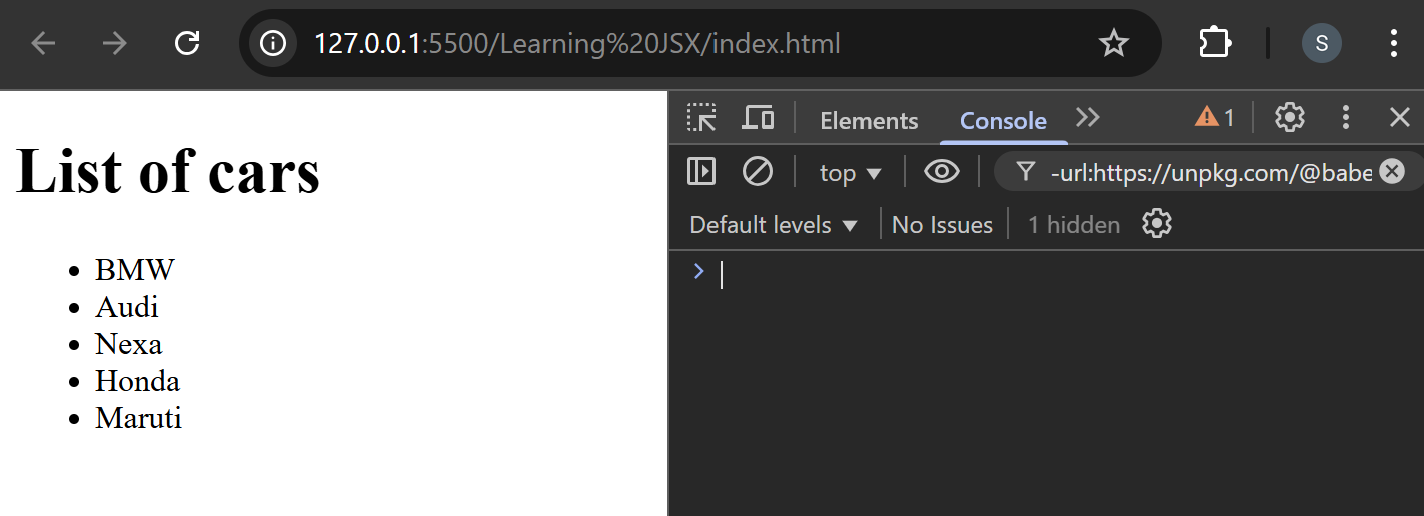 127.0.0.1:5500/Learning%20JSX/index.html
S
List of cars
BMW
Audi
Nexa
Honda
Maruti
Elements
Console
1
top
-url:https://unpkg.com/@babe
Default levels
No Issues
1 hidden